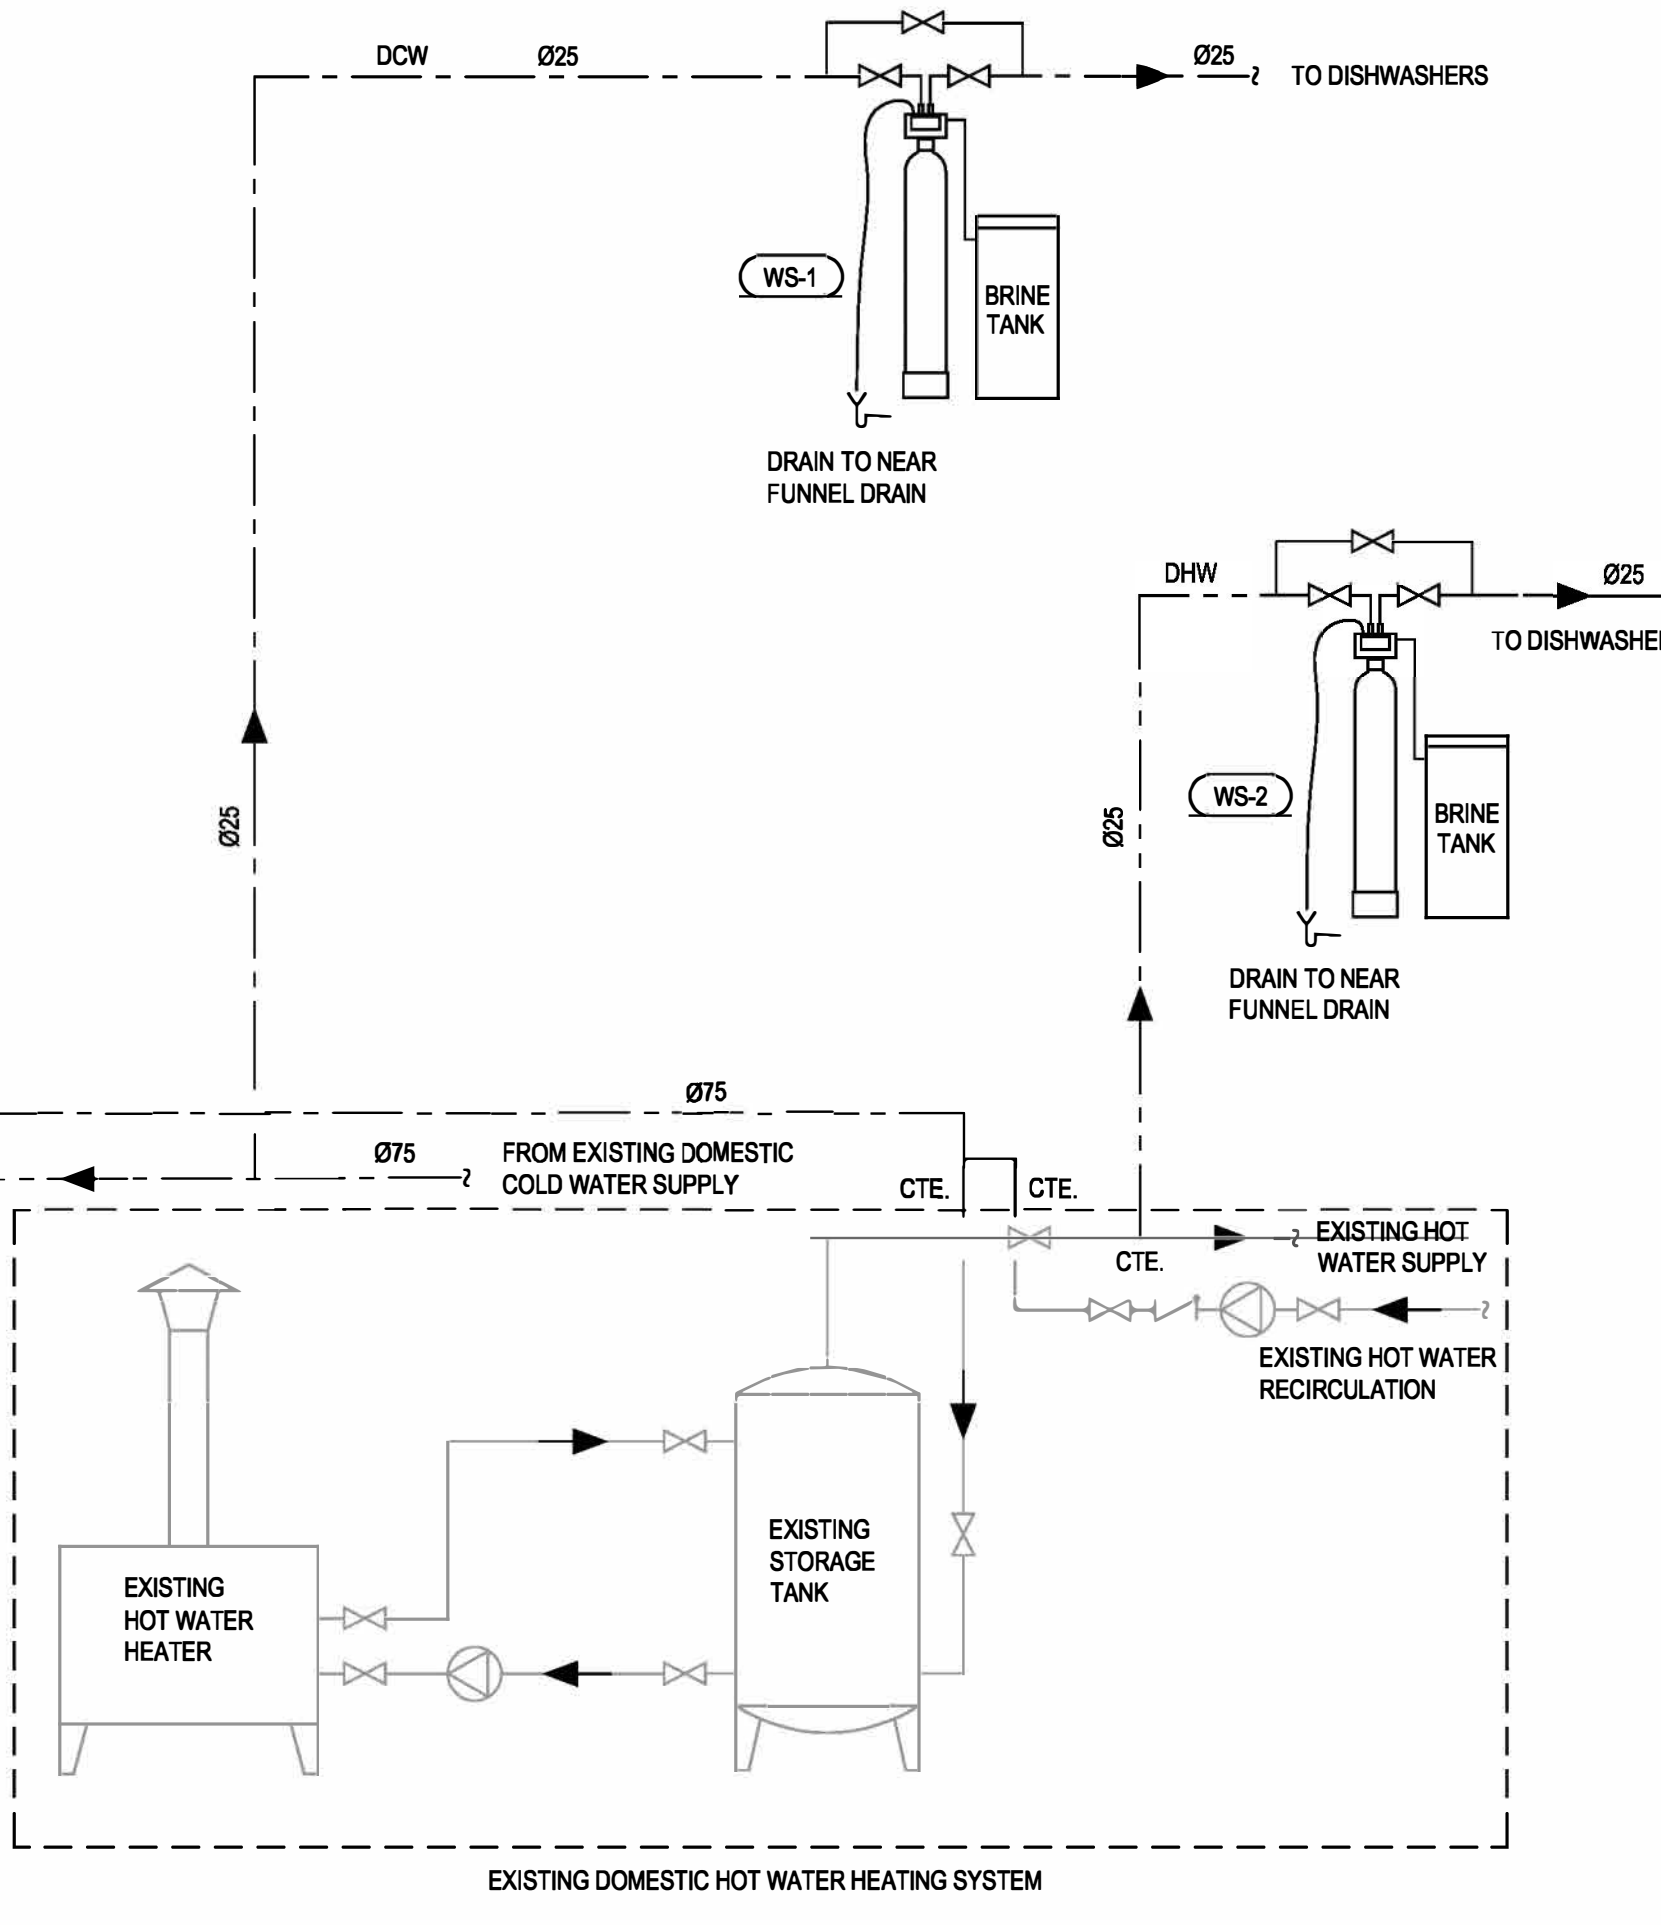 DCW
Ø25
Ø25
TO DISHWASHERS
WS-1
BRINE
TANK
DRAIN TO NEAR
FUNNEL DRAIN
DHW
Ø25
TO DISHWASHE
Ø25
Ø25
WS-2
BRINE
TANK
DRAIN TO NEAR
FUNNEL DRAIN
Ø75
Ø75
FROM EXISTING DOMESTIC
COLD WATER SUPPLY
CTE.
CTE.
CTE.
EXISTING HOT
WATER SUPPLY
EXISTING HOT WATER
RECIRCULATION
EXISTING
STORAGE
TANK
EXISTING
HOT WATER
HEATER
EXISTING DOMESTIC HOT WATER HEATING SYSTEM